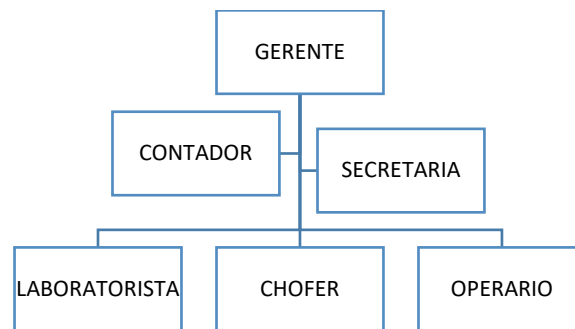 GERENTE
CONTADOR
SECRETARIA
LABORATORISTA
CHOFER
OPERARIO